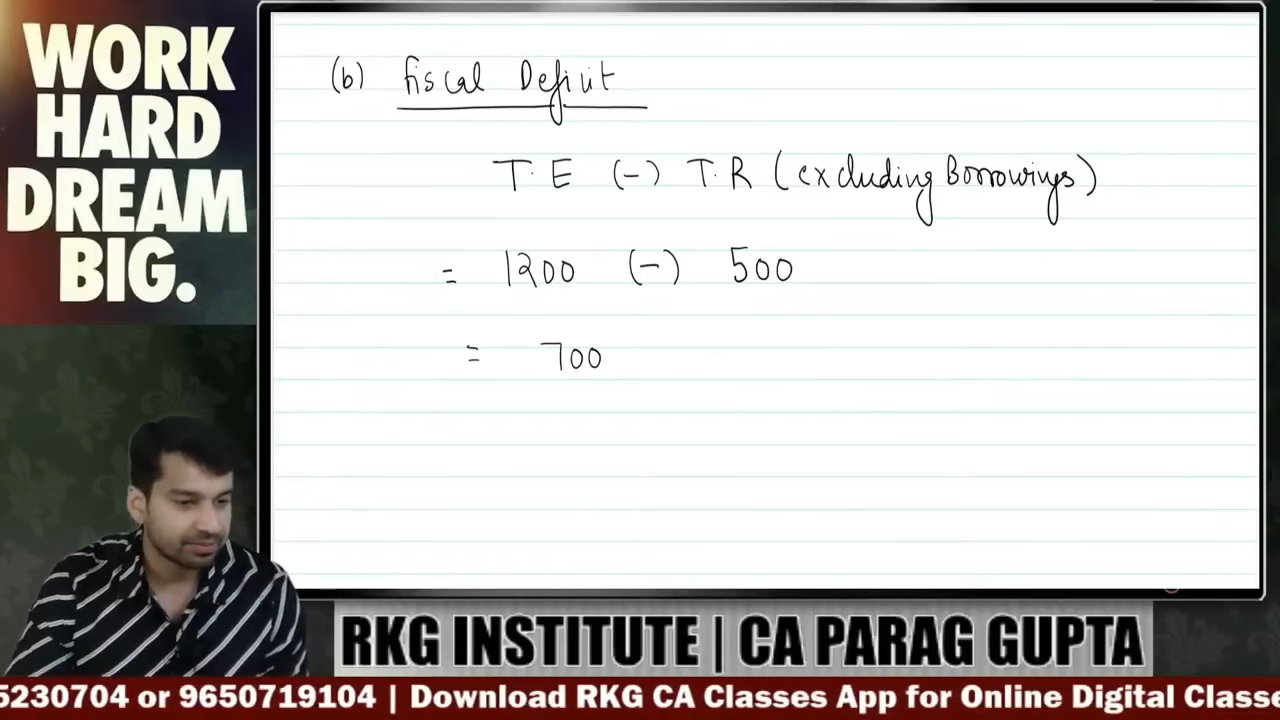 WORK
HARD
DREAM
BIG.
(b) Fiscal Deficit
T.E (-) T.R (excluding Borrowings)
= 1200 (-) 500
= 700
RKG INSTITUTE | CA PARAG GUPTA
5230704 or 9650719104 | Download RKG CA Classes App for Online Digital Classe